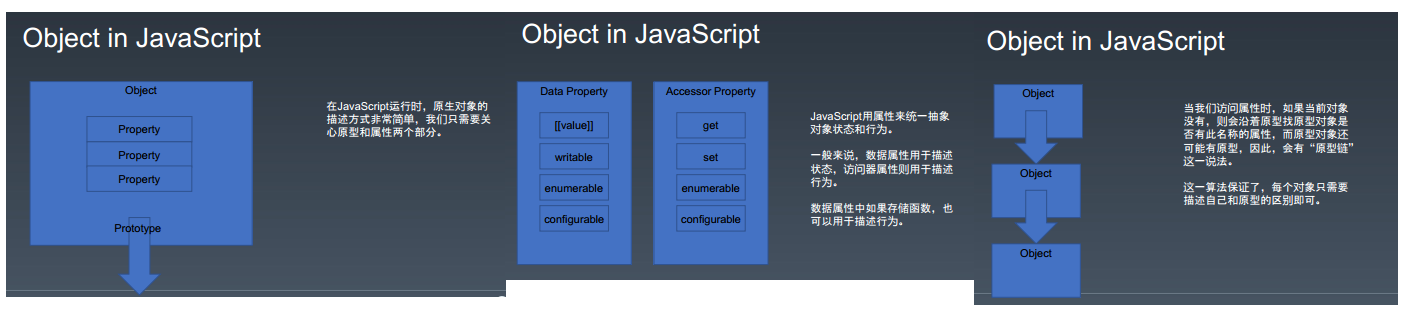 Object in JavaScript
Object
Property
Property
Property
Prototype
在JavaScript运行时，原生对象的
描述方式非常简单，我们只需要关
心原型和属性两个部分。
Object in JavaScript
Data Property
[[value]]
writable
enumerable
configurable
Accessor Property
get
set
enumerable
configurable
JavaScript用属性来统一抽象
对象状态和行为。
一般来说，数据属性用于描述
状态，访问器属性则用于描述
行为。
数据属性中如果存储函数，也
可以用于描述行为。
Object in JavaScript
Object
Object
Object
当我们访问属性时，如果当前对象
没有，则会沿着原型找原型对象是
否有此名称的属性，而原型对象还
可能有原型，因此，会有“原型链”
这一说法。
这一算法保证了，每个对象只需要
描述自己和原型的区别即可。